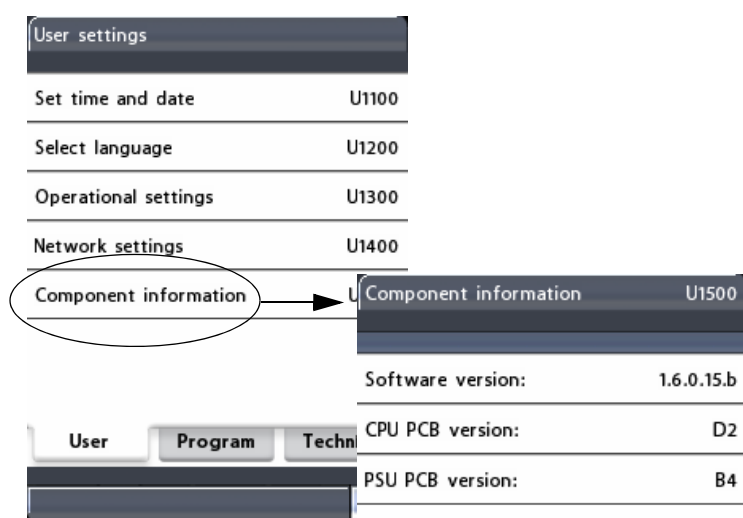 User settings
Set time and date U1100
Select language U1200
Operational settings U1300
Network settings U1400
Component information
Component information U1500
Software version: 1.6.0.15.b
CPU PCB version: D2
PSU PCB version: B4
User Program